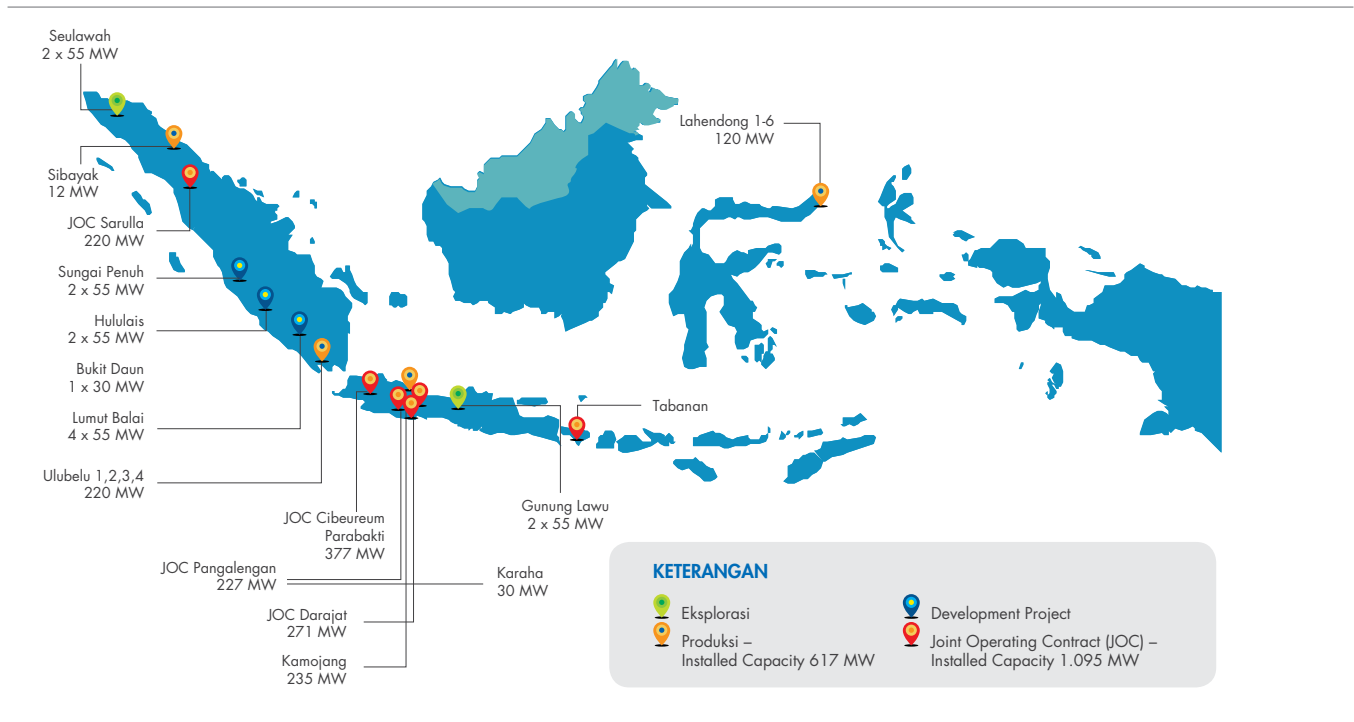 Seulawah
2 x 55 MW
Sibayak
12 MW
JOC Sarulla
220 MW
Sungai Penuh
2 x 55 MW
Hululais
2 x 55 MW
Bukit Daun
1 x 30 MW
Lumut Balai
4 x 55 MW
Ulubelu 1,2,3,4
220 MW
JOC Cibeureum
Parabakti
377 MW
JOC Pangalengan
227 MW
JOC Darajat
271 MW
Kamojang
235 MW
Karaha
30 MW
Gunung Lawu
2 x 55 MW
Tabanan
Lahendong 1-6
120 MW
KETERANGAN
Eksplorasi
Produksi –
Installed Capacity 617 MW
Development Project
Joint Operating Contract (JOC) –
Installed Capacity 1.095 MW